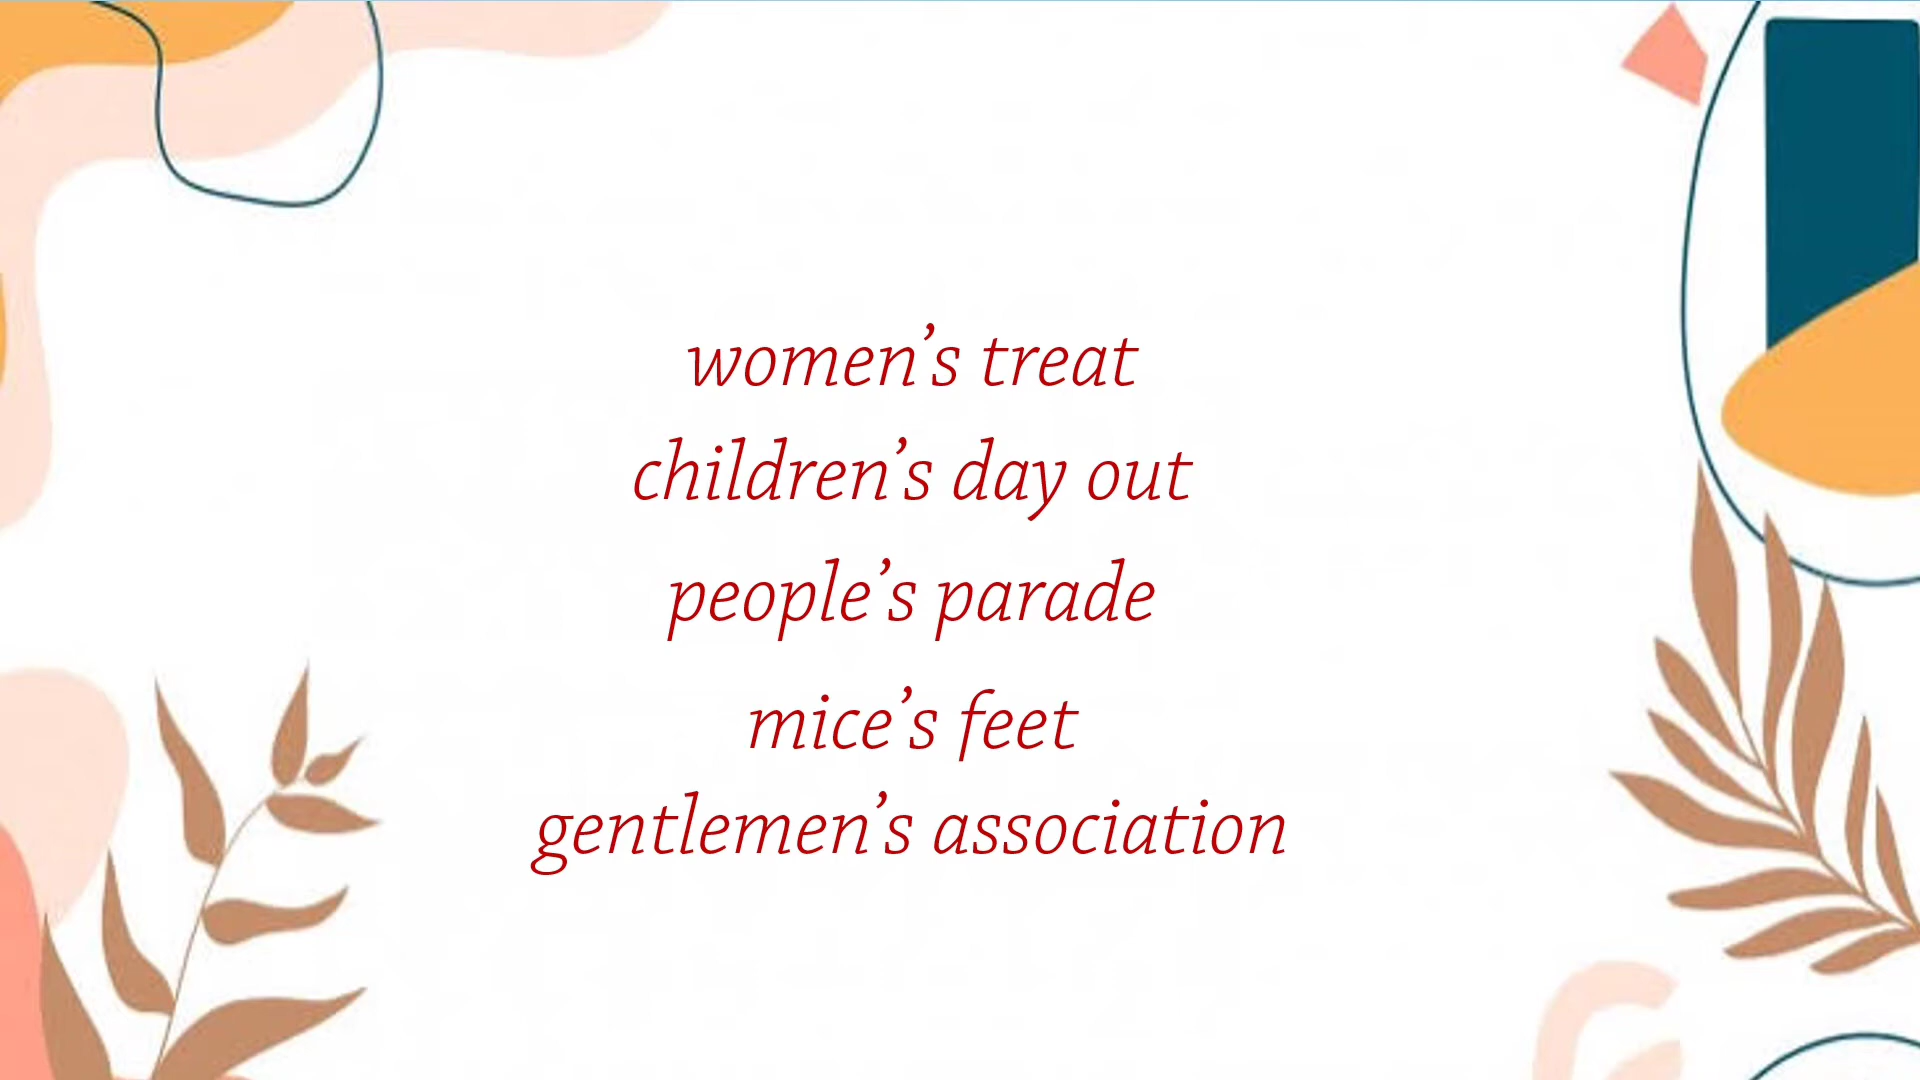 women’s treat
children’s day out
people’s parade
mice’s feet
gentlemen’s association